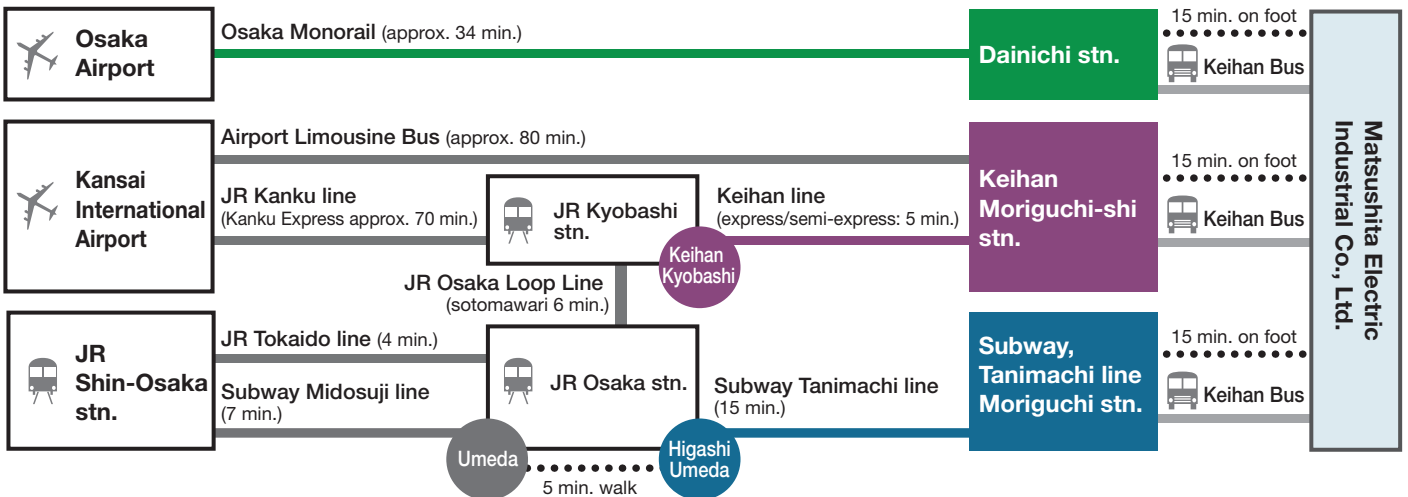 Osaka
Airport
Osaka Monorail (approx. 34 min.)
Dainichi stn.
15 min. on foot
Keihan Bus
Kansai
International
Airport
Airport Limousine Bus (approx. 80 min.)
JR Kanku line
(Kanku Express approx. 70 min.)
JR Kyobashi
stn.
Keihan
Kyobashi
Keihan line
(express/semi-express: 5 min.)
Keihan
Moriguchi-shi
stn.
15 min. on foot
Keihan Bus
JR Osaka Loop Line
(sotomawari 6 min.)
JR
Shin-Osaka
stn.
JR Tokaido line (4 min.)
Subway Midosuji line
(7 min.)
JR Osaka stn.
Umeda
5 min. walk
Higashi
Umeda
Subway Tanimachi line
(15 min.)
Subway,
Tanimachi line
Moriguchi stn.
15 min. on foot
Keihan Bus
Matsushita Electric
Industrial Co., Ltd.